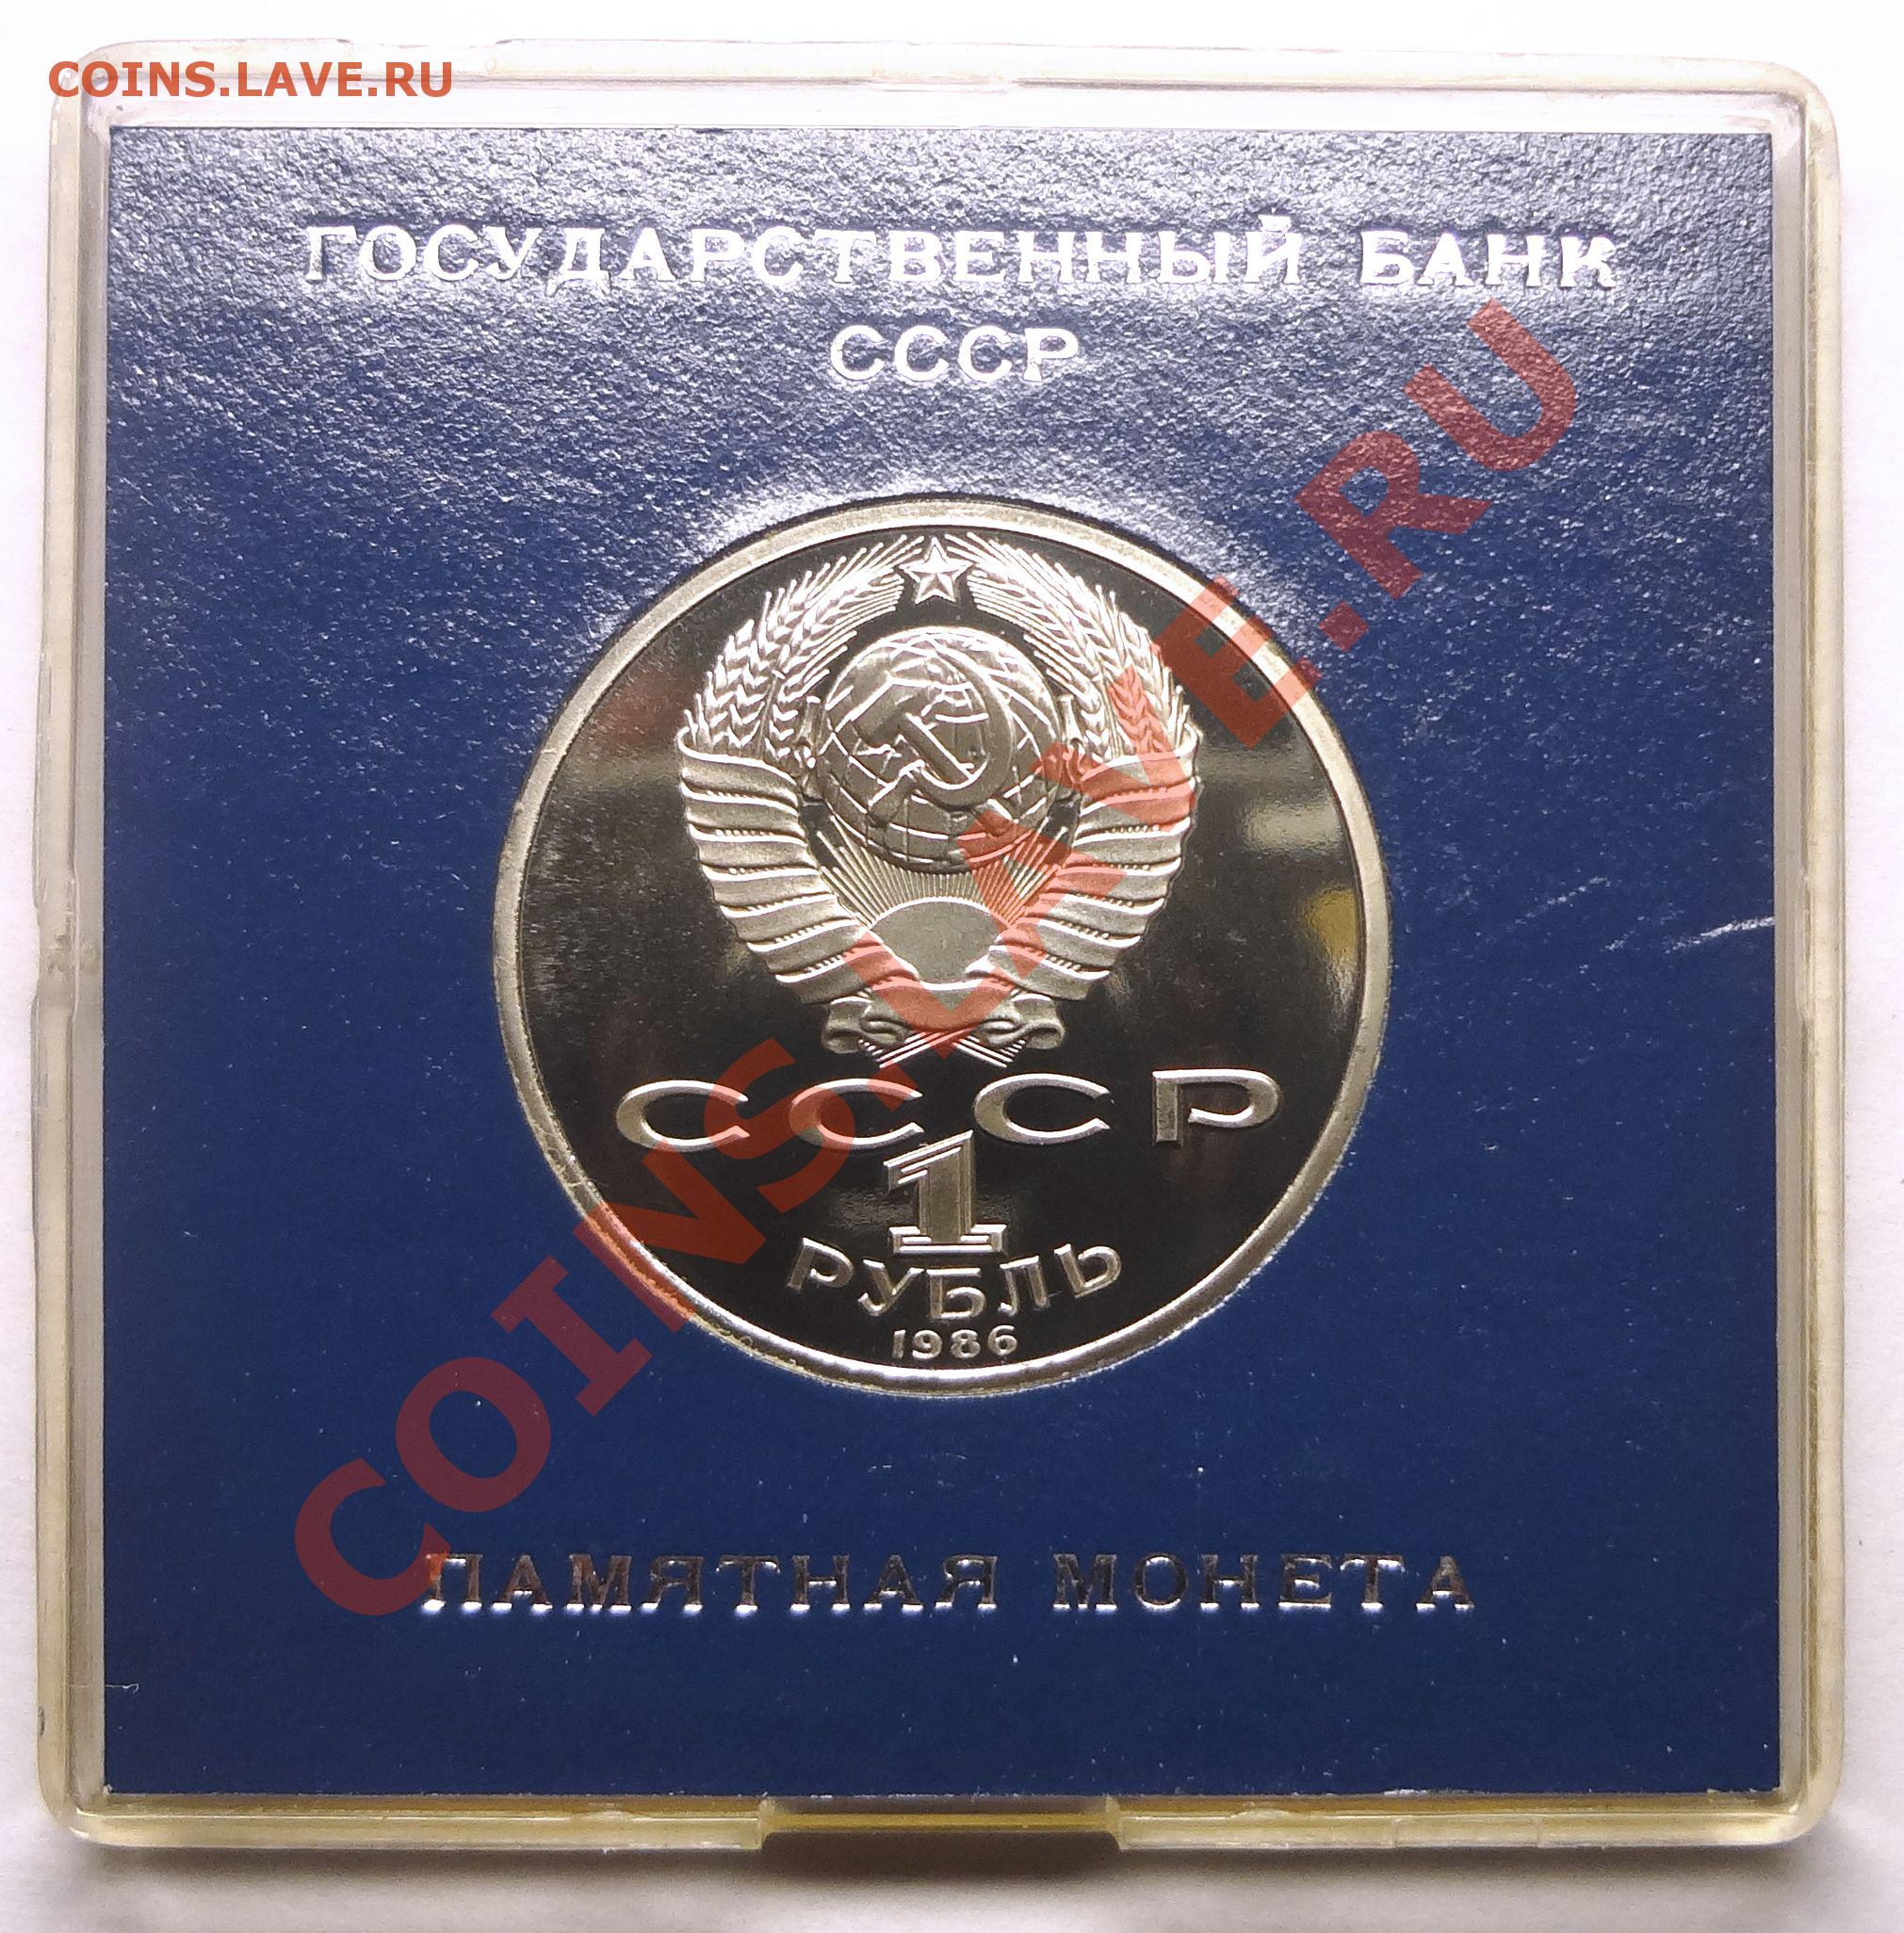 COINS.LAVE.RU
ГОСУДАРСТВЕННЫЙ БАНК
СССР
СССР
1
РУБЛЬ
1986
ПАМЯТНАЯ МОНЕТА
COINS.LAVE.RU